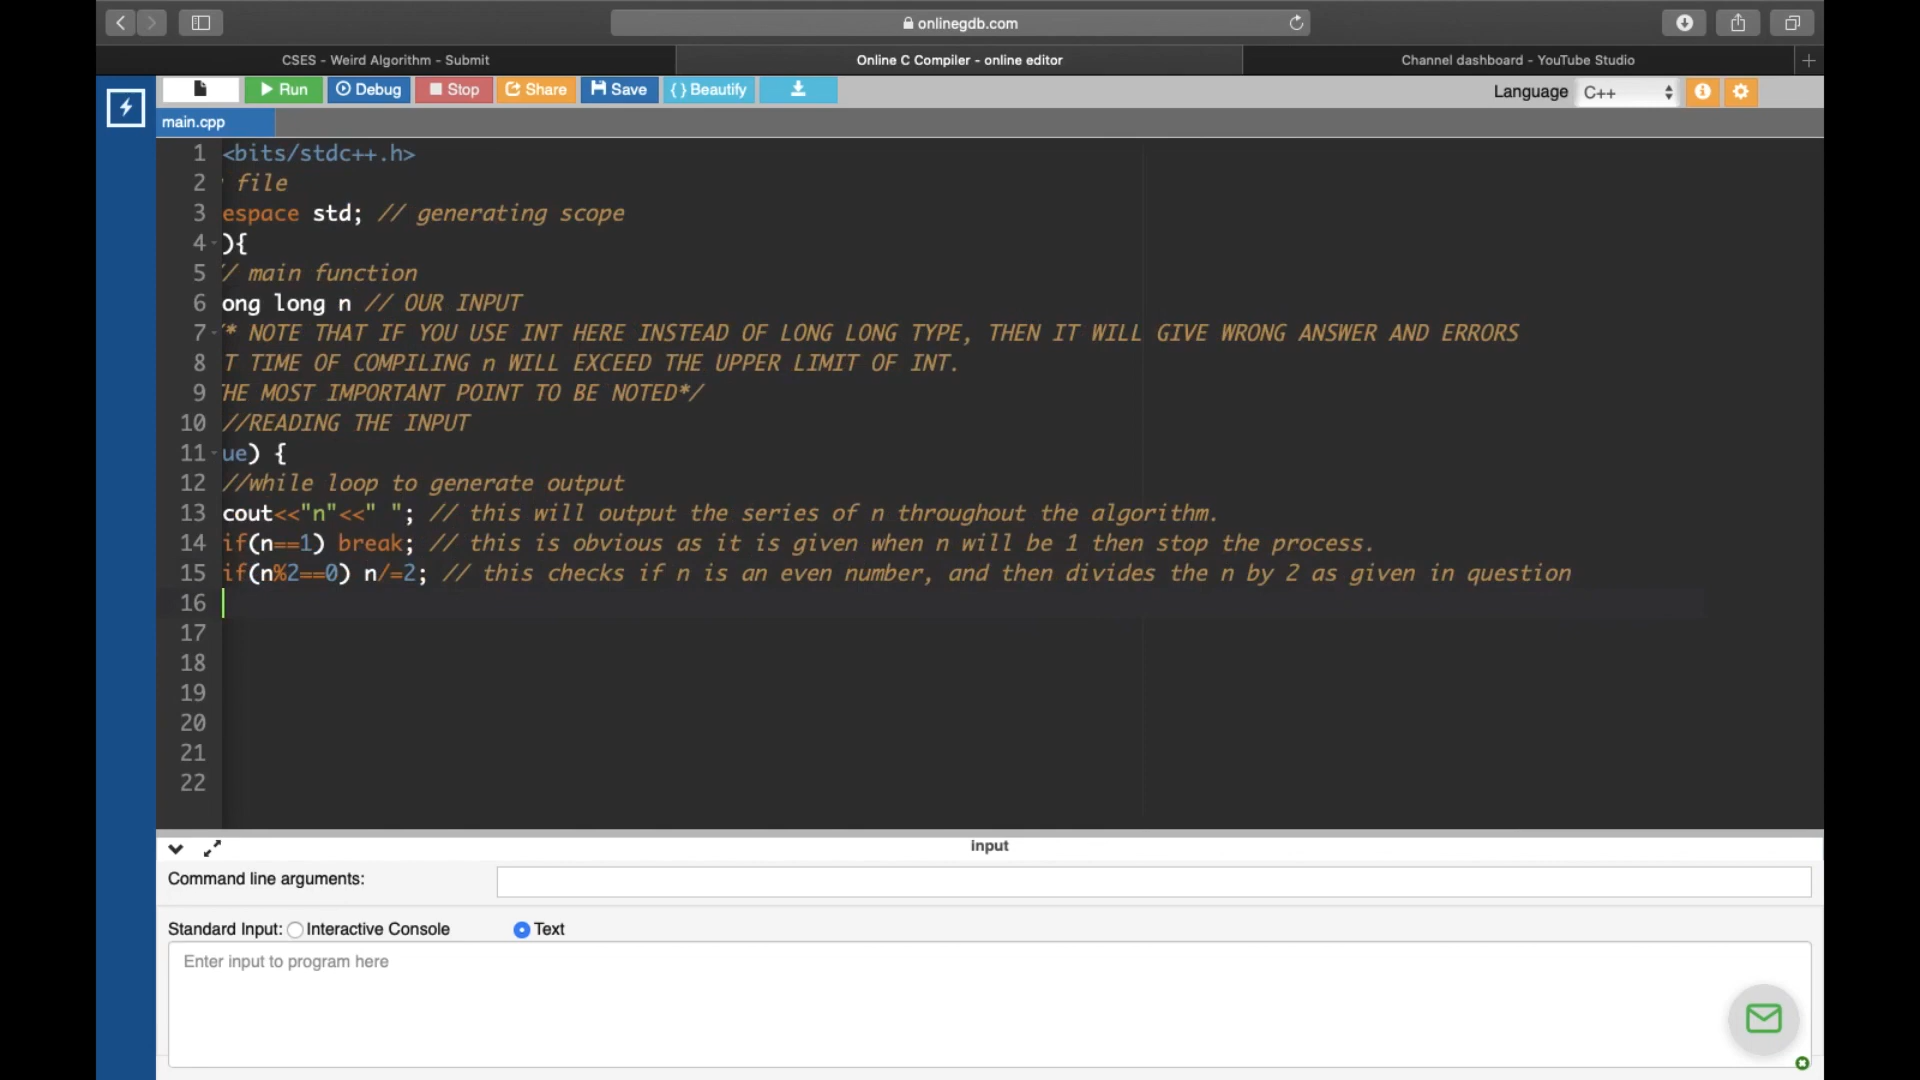 onlinegdb.com
CSES - Weird Algorithm - Submit
Online C Compiler - online editor
Channel dashboard - YouTube Studio
Run
Debug
Stop
Share
Save
{ } Beautify
Language
C++
main.cpp
1 <bits/stdc++.h>
2 file
3 espace std; // generating scope
4 ){
5 / main function
6 ong long n // OUR INPUT
7 * NOTE THAT IF YOU USE INT HERE INSTEAD OF LONG LONG TYPE, THEN IT WILL GIVE WRONG ANSWER AND ERRORS
8 T TIME OF COMPILING n WILL EXCEED THE UPPER LIMIT OF INT.
9 HE MOST IMPORTANT POINT TO BE NOTED*/
10 //READING THE INPUT
11 ue) {
12 //while loop to generate output
13 cout<<"n"<<" "; // this will output the series of n throughout the algorithm.
14 if(n==1) break; // this is obvious as it is given when n will be 1 then stop the process.
15 if(n%2==0) n/=2; // this checks if n is an even number, and then divides the n by 2 as given in question
16
17
18
19
20
21
22
input
Command line arguments:
Standard Input: Interactive Console Text
Enter input to program here